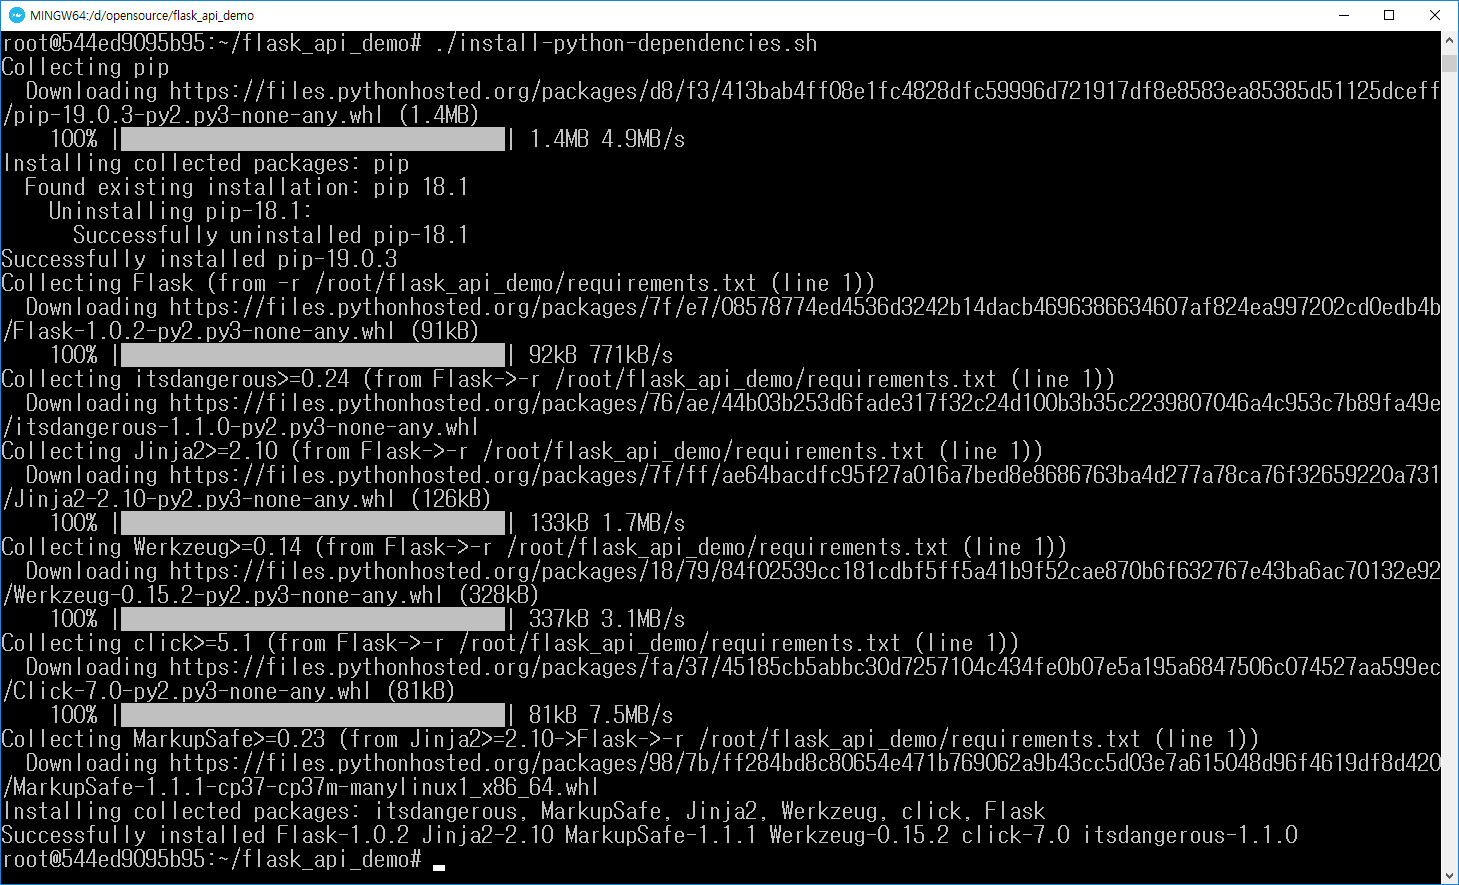 MINGW64:/d/opensource/flask_api_demo
root@544ed9095b95:~/flask_api_demo# ./install-python-dependencies.sh
Collecting pip
  Downloading https://files.pythonhosted.org/packages/d8/f3/413bab4ff08e1fc4828dfc59996d721917df8e8583ea85385d51125dceff
/pip-19.0.3-py2.py3-none-any.whl (1.4MB)
    100% |████████████████████████████████| 1.4MB 4.9MB/s
Installing collected packages: pip
  Found existing installation: pip 18.1
    Uninstalling pip-18.1:
      Successfully uninstalled pip-18.1
Successfully installed pip-19.0.3
Collecting Flask (from -r /root/flask_api_demo/requirements.txt (line 1))
  Downloading https://files.pythonhosted.org/packages/7f/e7/08578774ed4536d3242b14dacb4696386634607af824ea997202cd0edb4b
/Flask-1.0.2-py2.py3-none-any.whl (91kB)
    100% |████████████████████████████████| 92kB 771kB/s
Collecting itsdangerous>=0.24 (from Flask->-r /root/flask_api_demo/requirements.txt (line 1))
  Downloading https://files.pythonhosted.org/packages/76/ae/44b03b253d6fade317f32c24d100b3b35c2239807046a4c953c7b89fa49e
/itsdangerous-1.1.0-py2.py3-none-any.whl
Collecting Jinja2>=2.10 (from Flask->-r /root/flask_api_demo/requirements.txt (line 1))
  Downloading https://files.pythonhosted.org/packages/7f/ff/ae64bacdfc95f27a016a7bed8e8686763ba4d277a78ca76f32659220a731
/Jinja2-2.10-py2.py3-none-any.whl (126kB)
    100% |████████████████████████████████| 133kB 1.7MB/s
Collecting Werkzeug>=0.14 (from Flask->-r /root/flask_api_demo/requirements.txt (line 1))
  Downloading https://files.pythonhosted.org/packages/18/79/84f02539cc181cdbf5ff5a41b9f52cae870b6f632767e43ba6ac70132e92
/Werkzeug-0.15.2-py2.py3-none-any.whl (328kB)
    100% |████████████████████████████████| 337kB 3.1MB/s
Collecting click>=5.1 (from Flask->-r /root/flask_api_demo/requirements.txt (line 1))
  Downloading https://files.pythonhosted.org/packages/fa/37/45185cb5abbc30d7257104c434fe0b07e5a195a6847506c074527aa599ec
/Click-7.0-py2.py3-none-any.whl (81kB)
    100% |████████████████████████████████| 81kB 7.5MB/s
Collecting MarkupSafe>=0.23 (from Jinja2>=2.10->Flask->-r /root/flask_api_demo/requirements.txt (line 1))
  Downloading https://files.pythonhosted.org/packages/98/7b/ff284bd8c80654e471b769062a9b43cc5d03e7a615048d96f4619df8d420
/MarkupSafe-1.1.1-cp37-cp37m-manylinux1_x86_64.whl
Installing collected packages: itsdangerous, MarkupSafe, Jinja2, Werkzeug, click, Flask
Successfully installed Flask-1.0.2 Jinja2-2.10 MarkupSafe-1.1.1 Werkzeug-0.15.2 click-7.0 itsdangerous-1.1.0
root@544ed9095b95:~/flask_api_demo#